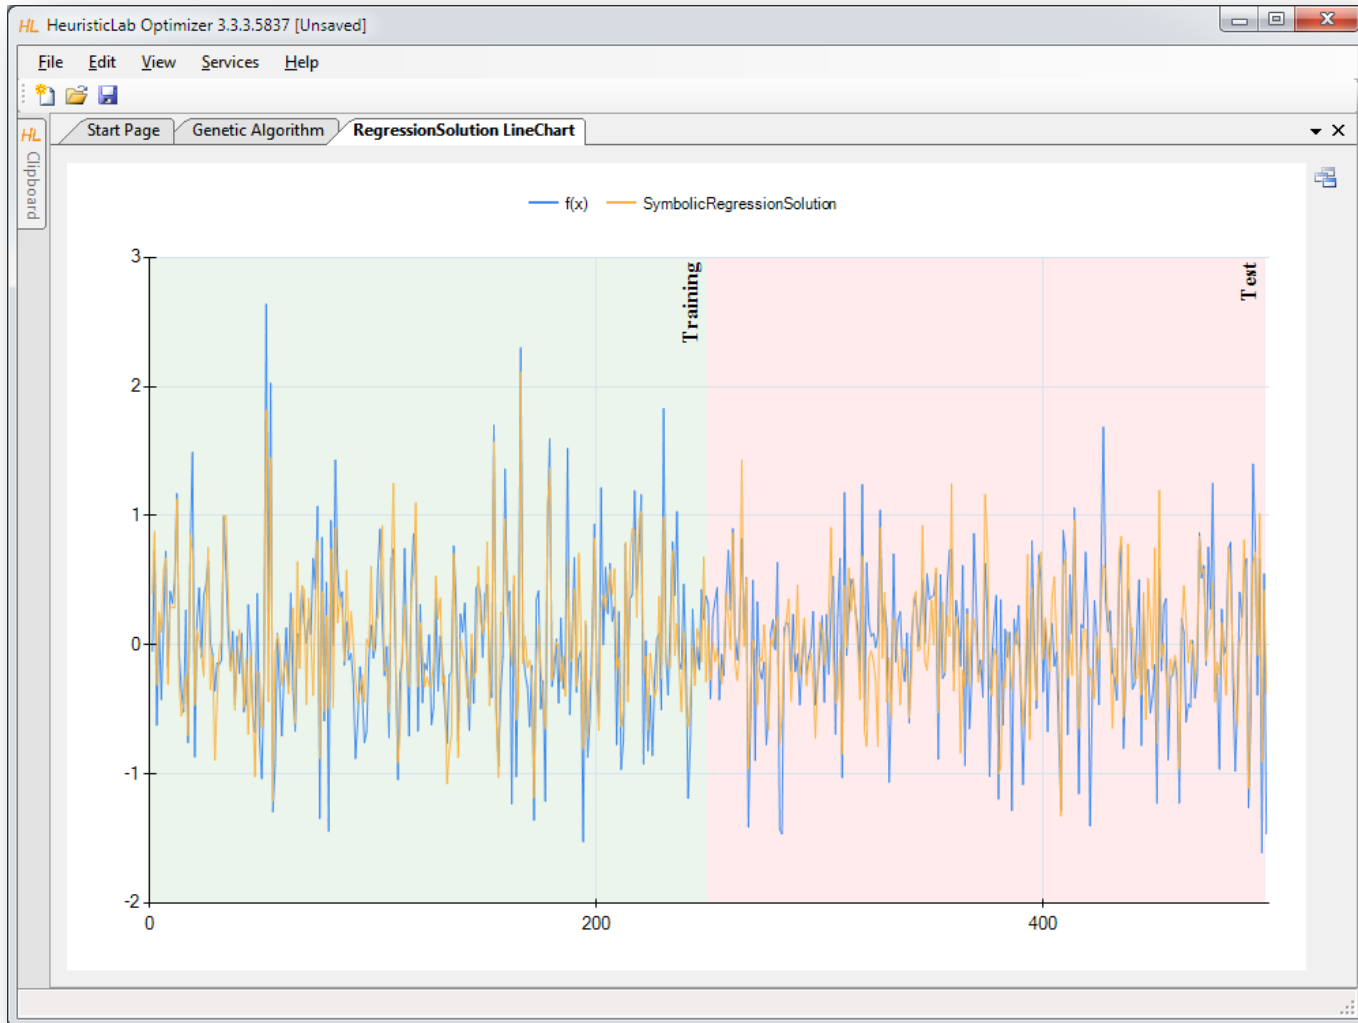 HL HeuristicLab Optimizer 3.3.3.5837 [Unsaved]
File Edit View Services Help
HL Clipboard
Start Page Genetic Algorithm RegressionSolution LineChart
f(x) SymbolicRegressionSolution
Training
Test
3
2
1
0
-1
-2
0 200 400